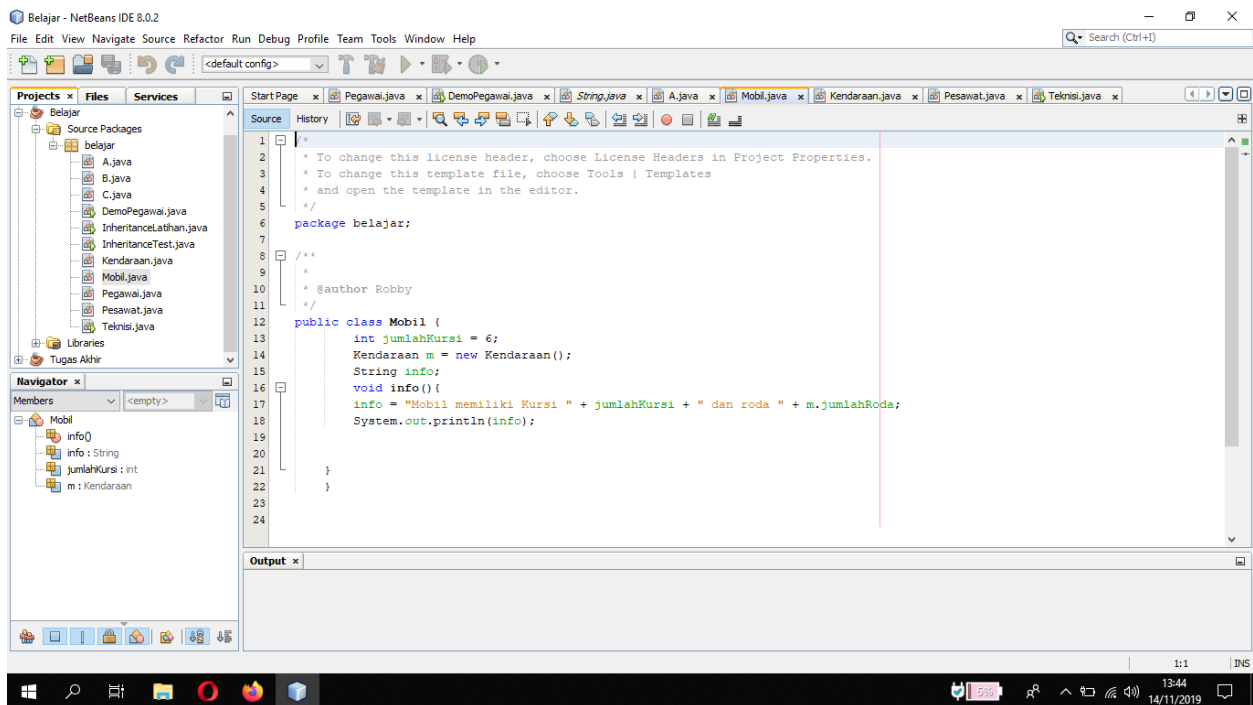 Belajar - NetBeans IDE 8.0.2
File Edit View Navigate Source Refactor Run Debug Profile Team Tools Window Help
Search (Ctrl+I)
<default config>
Projects Files Services
Start Page Pegawai.java DemoPegawai.java String.java A.java Mobil.java Kendaraan.java Pesawat.java Teknisi.java
Belajar
Source Packages
belajar
A.java
B.java
C.java
DemoPegawai.java
InheritanceLatihan.java
InheritanceTest.java
Kendaraan.java
Mobil.java
Pegawai.java
Pesawat.java
Teknisi.java
Libraries
Tugas Akhir
Navigator
Members <empty>
Mobil
info()
info : String
jumlahKursi : int
m : Kendaraan
Source History
1 /*
2 * To change this license header, choose License Headers in Project Properties.
3 * To change this template file, choose Tools | Templates
4 * and open the template in the editor.
5 */
6 package belajar;
7
8 /**
9 *
10 * @author Robby
11 */
12 public class Mobil {
13 int jumlahKursi = 6;
14 Kendaraan m = new Kendaraan();
15 String info;
16 void info(){
17 info = "Mobil memiliki Kursi " + jumlahKursi + " dan roda " + m.jumlahRoda;
18 System.out.println(info);
19
20
21 }
22 }
23
24
Output
1:1 INS
5%
13:44
14/11/2019